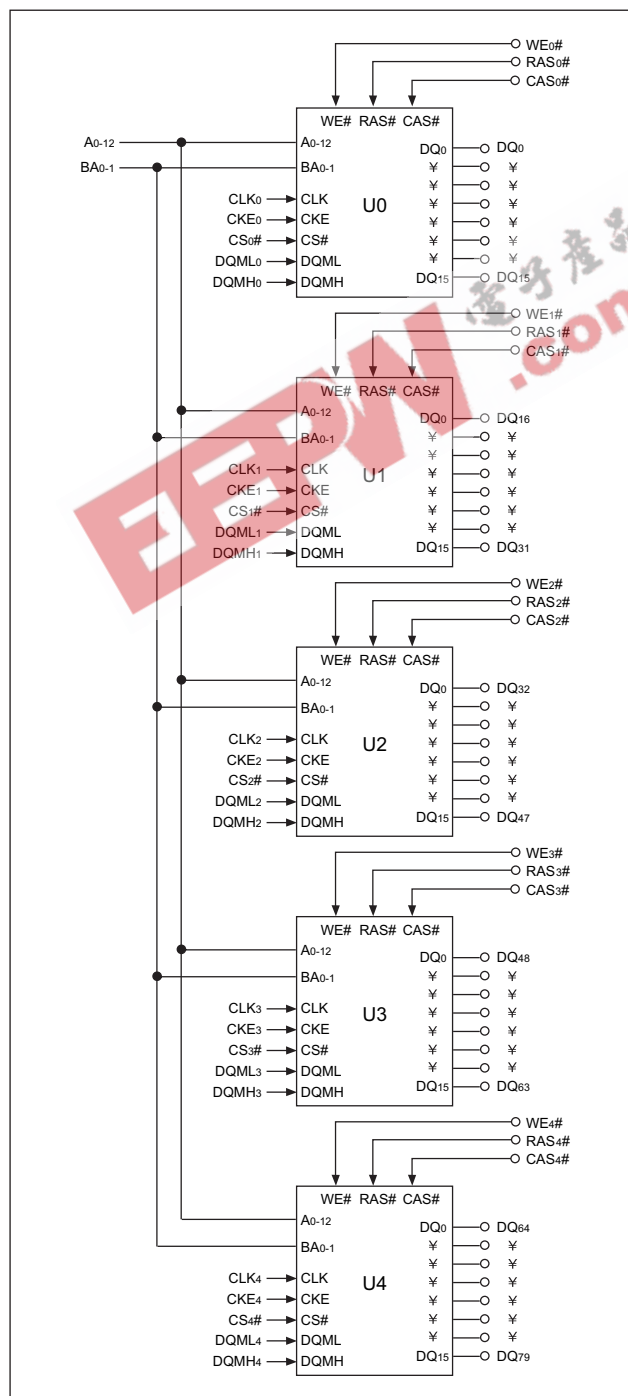 WE0#
RAS0#
CAS0#
WE# RAS# CAS#
A0-12
A0-12
DQ0
DQ0
BA0-1
BA0-1
¥ ¥
CLK0
CLK
¥ ¥
CKE0
CKE
U0
¥ ¥
CS0#
CS#
¥ ¥
DQML0
DQML
¥ ¥
DQMH0
DQMH
¥ ¥
DQ15
DQ15
電子產品
WE1#
RAS1#
CAS1#
WE# RAS# CAS#
A0-12
DQ0
DQ16
BA0-1
¥ ¥
¥ ¥
CLK1
CLK
U1
¥ ¥
CKE1
CKE
¥ ¥
CS1#
CS#
¥ ¥
DQML1
DQML
¥ ¥
DQMH1
DQMH
DQ15
DQ31
EEPW.com
WE2#
RAS2#
CAS2#
WE# RAS# CAS#
A0-12
DQ0
DQ32
BA0-1
¥ ¥
¥ ¥
CLK2
CLK
U2
¥ ¥
CKE2
CKE
¥ ¥
CS2#
CS#
¥ ¥
DQML2
DQML
¥ ¥
DQMH2
DQMH
DQ15
DQ47
WE3#
RAS3#
CAS3#
WE# RAS# CAS#
A0-12
DQ0
DQ48
BA0-1
¥ ¥
¥ ¥
CLK3
CLK
U3
¥ ¥
CKE3
CKE
¥ ¥
CS3#
CS#
¥ ¥
DQML3
DQML
¥ ¥
DQMH3
DQMH
DQ15
DQ63
WE4#
RAS4#
CAS4#
WE# RAS# CAS#
A0-12
DQ0
DQ64
BA0-1
¥ ¥
¥ ¥
CLK4
CLK
U4
¥ ¥
CKE4
CKE
¥ ¥
CS4#
CS#
¥ ¥
DQML4
DQML
¥ ¥
DQMH4
DQMH
DQ15
DQ79